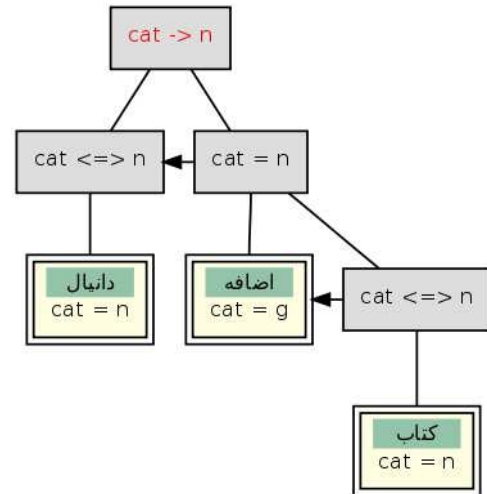 cat -> n
cat <=> n
cat = n
دانیال
cat = n
اضافه
cat = g
cat <=> n
کتاب
cat = n